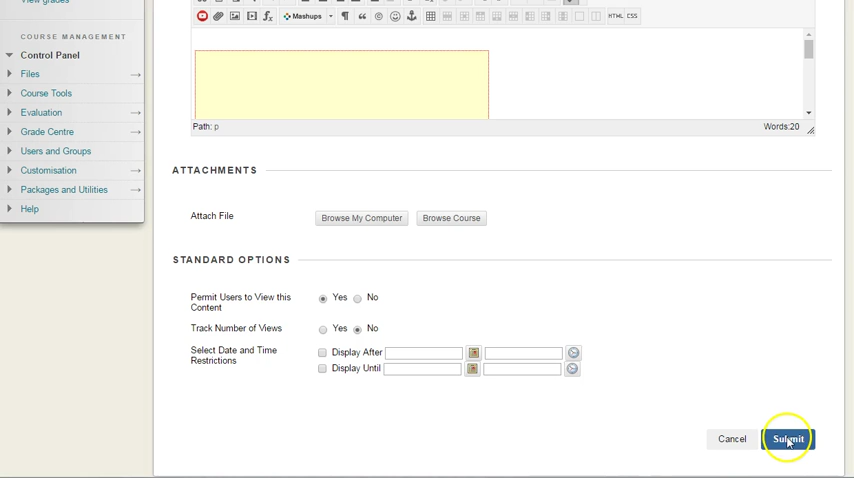 View grades
COURSE MANAGEMENT
Control Panel
Files
Course Tools
Evaluation
Grade Centre
Users and Groups
Customisation
Packages and Utilities
Help
Mashups
HTML CSS
Path: p
Words:20
ATTACHMENTS
Attach File
Browse My Computer
Browse Course
STANDARD OPTIONS
Permit Users to View this
Content
Yes No
Track Number of Views
Yes No
Select Date and Time
Restrictions
Display After
Display Until
Cancel
Submit